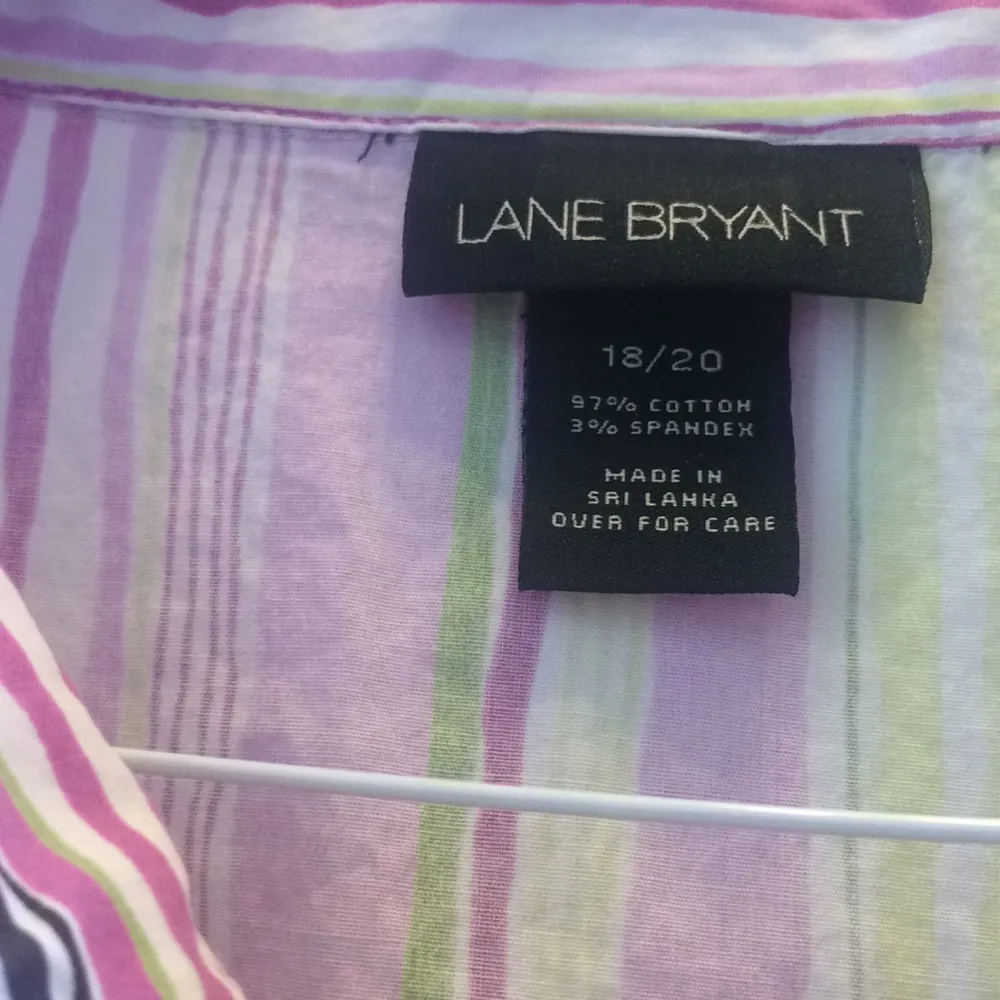 LANE BRYANT
18/20
97% COTTON
3% SPANDEX
MADE IN
SRI LANKA
OVER FOR CARE